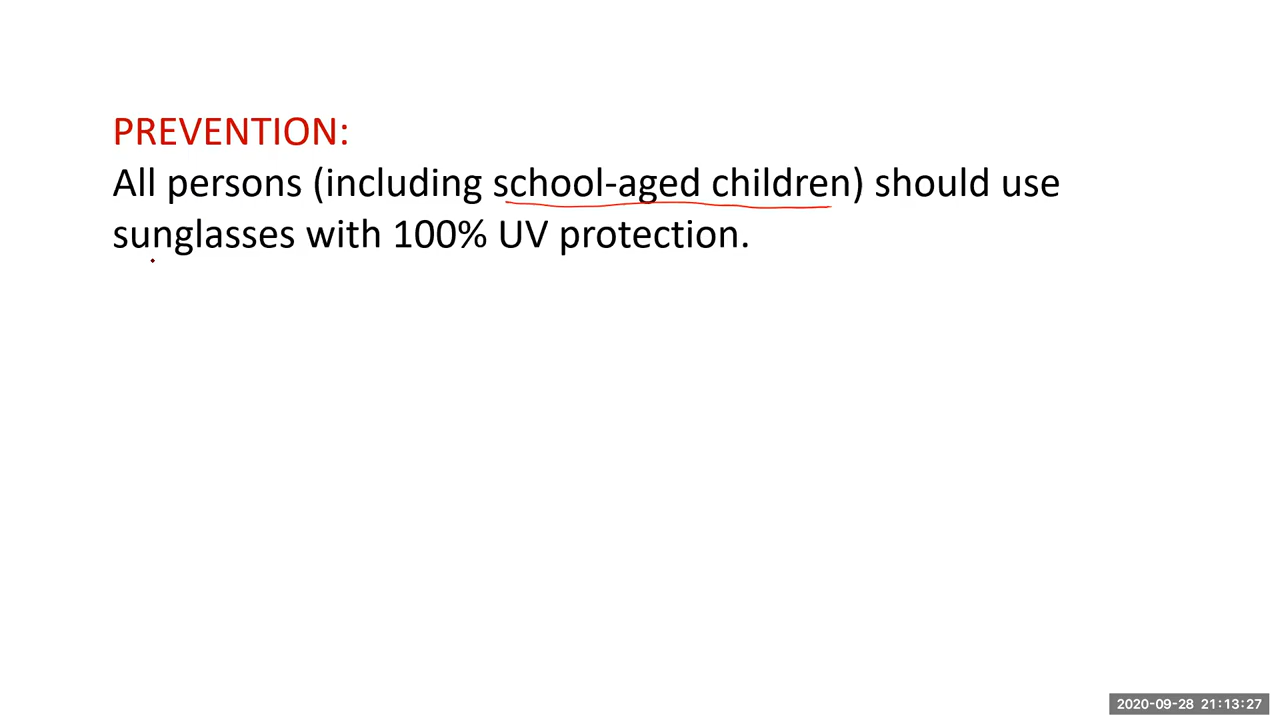 PREVENTION:
All persons (including school-aged children) should use
sunglasses with 100% UV protection.
2020-09-28 21:13:27